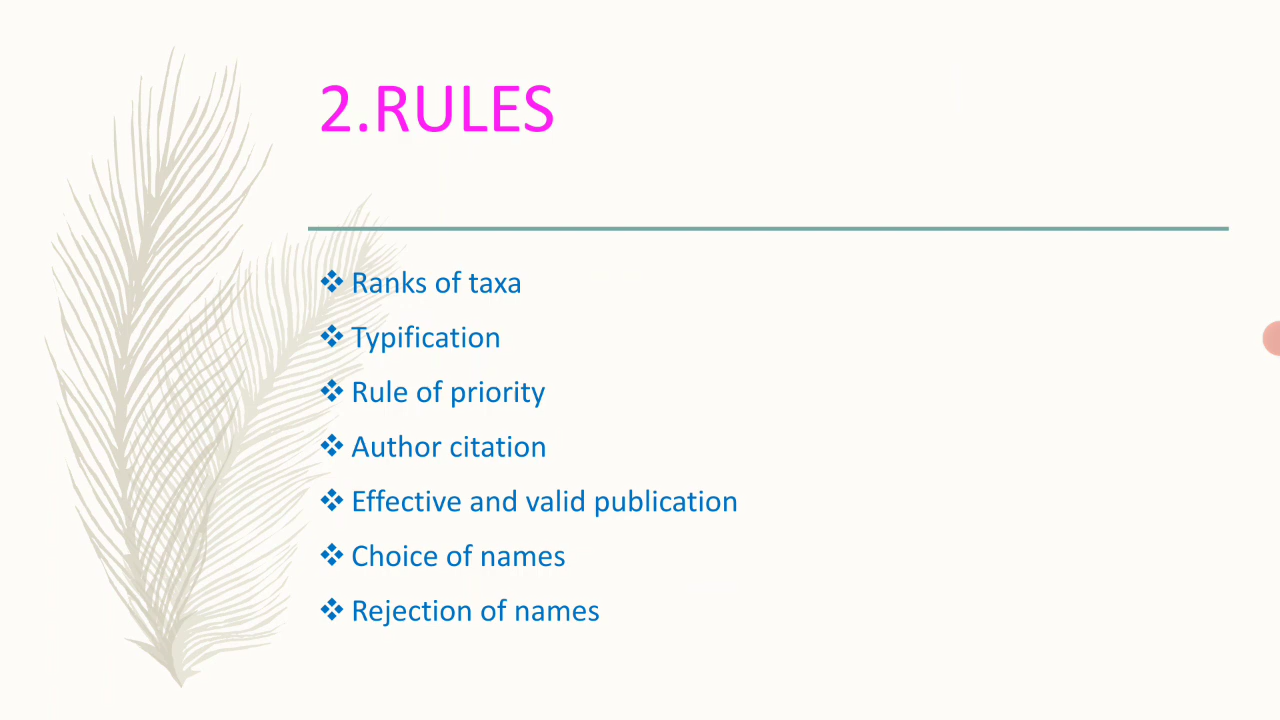 2.RULES
❖ Ranks of taxa
❖ Typification
❖ Rule of priority
❖ Author citation
❖ Effective and valid publication
❖ Choice of names
❖ Rejection of names